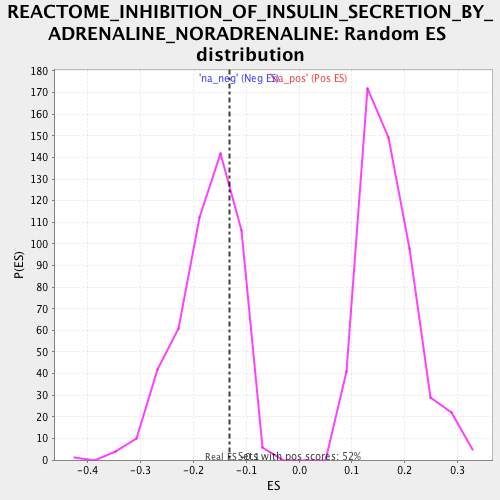 REACTOME_INHIBITION_OF_INSULIN_SECRETION_BY_
ADRENALINE_NORADRENALINE: Random ES
distribution
'na_neg' (Neg ES) 'na_pos' (Pos ES)
180
170
160
150
140
130
120
110
100
90
80
70
60
50
40
30
20
10
0
P(ES)
Real ES -0.1 Sets with pos scores: 52%
-0.4 -0.3 -0.2 -0.1 0.0 0.1 0.2 0.3
ES